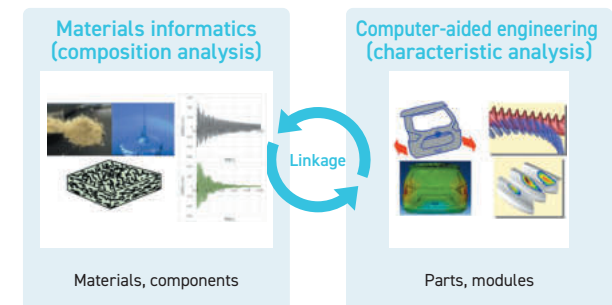 Materials informatics
(composition analysis)
Computer-aided engineering
(characteristic analysis)
Linkage
Materials, components
Parts, modules